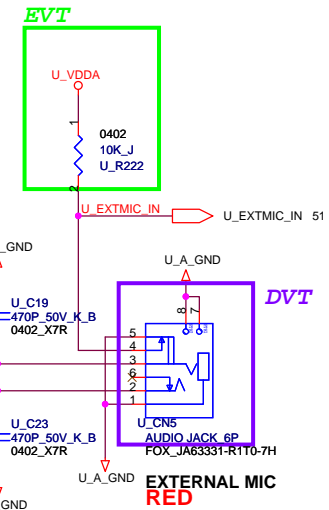 EVT
U_VDDA
1
0402
10K_J
U_R222
2
U_EXTMIC_IN
U_EXTMIC_IN 51
_GND
U_A_GND
DVT
U_C19
470P_50V_K_B
0402_X7R
8
7
5
4
3
6
2
1
U_CN5
AUDIO JACK_6P
FOX_JA63331-R1T0-7H
U_C23
470P_50V_K_B
0402_X7R
U_A_GND
EXTERNAL MIC
RED
GND